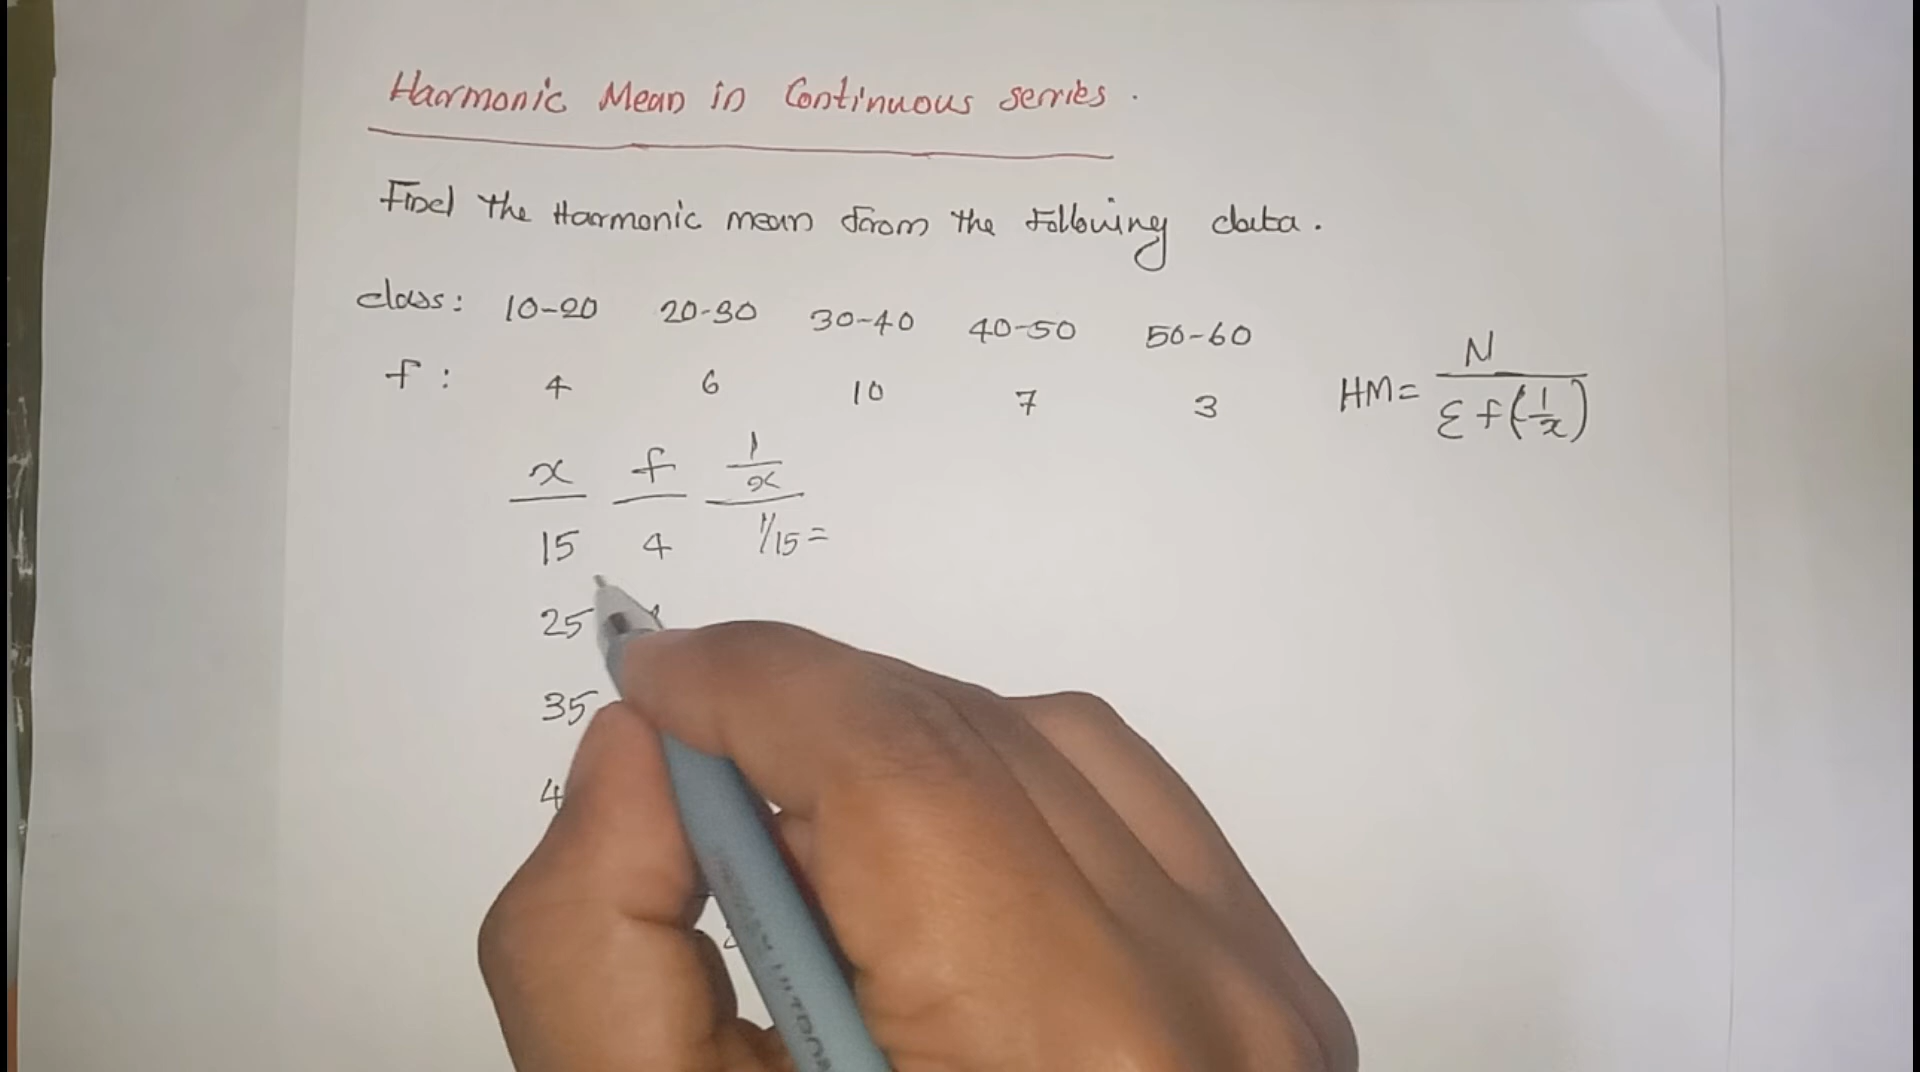 Harmonic Mean in Continuous series.
Find the Harmonic mean from the following data.
class: 10-20 20-30 30-40 40-50 50-60
f: 4 6 10 7 3
HM = N / Σf(1/x)
x f 1/x
15 4 1/15 =
25
35
4